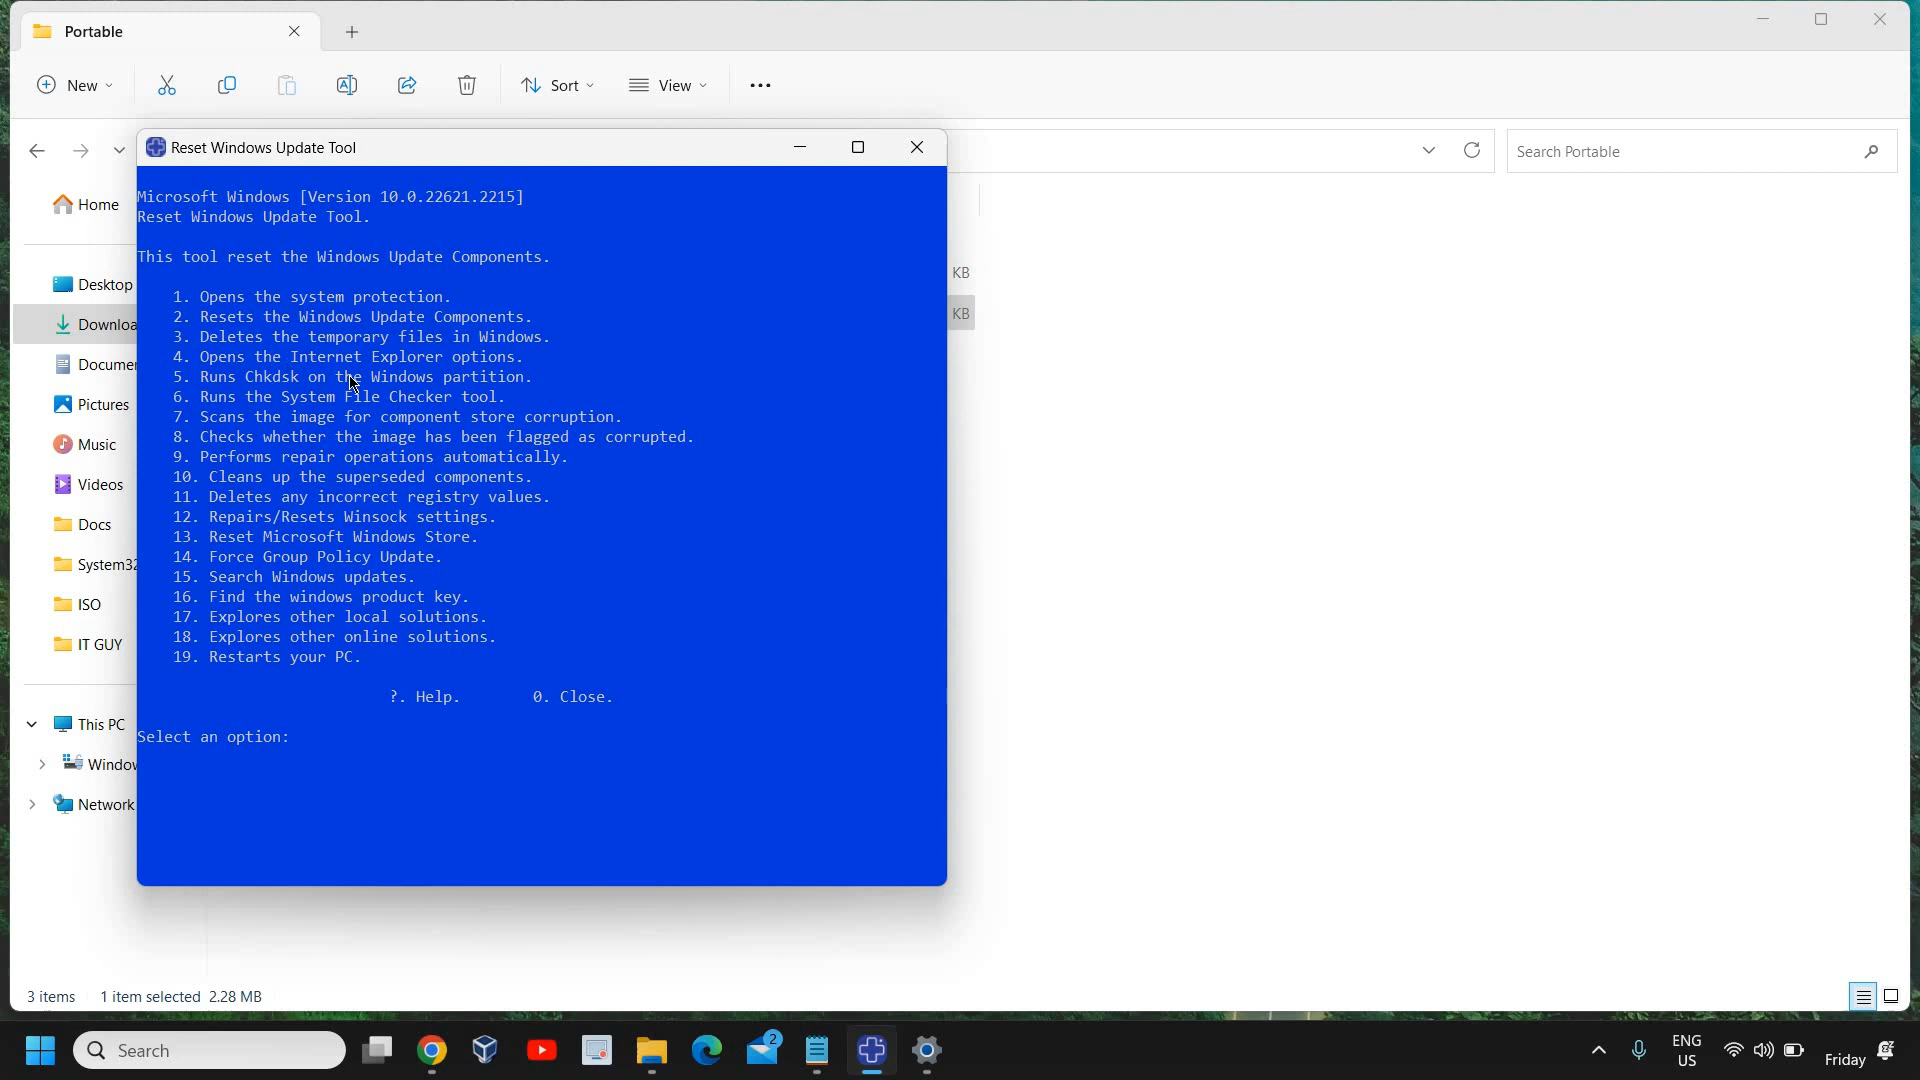 Portable
New
Sort
View
Search Portable
Reset Windows Update Tool
Home
Desktop
Documents
Pictures
Music
Videos
Docs
System32
ISO
IT GUY
This PC
Network
KB
KB
Microsoft Windows [Version 10.0.22621.2215]
Reset Windows Update Tool.
This tool reset the Windows Update Components.
1. Opens the system protection.
2. Resets the Windows Update Components.
3. Deletes the temporary files in Windows.
4. Opens the Internet Explorer options.
5. Runs Chkdsk on the Windows partition.
6. Runs the System File Checker tool.
7. Scans the image for component store corruption.
8. Checks whether the image has been flagged as corrupted.
9. Performs repair operations automatically.
10. Cleans up the superseded components.
11. Deletes any incorrect registry values.
12. Repairs/Resets Winsock settings.
13. Reset Microsoft Windows Store.
14. Force Group Policy Update.
15. Search Windows updates.
16. Find the windows product key.
17. Explores other local solutions.
18. Explores other online solutions.
19. Restarts your PC.
?. Help. 0. Close.
Select an option:
3 items 1 item selected 2.28 MB
Search
2
ENG
US
Friday